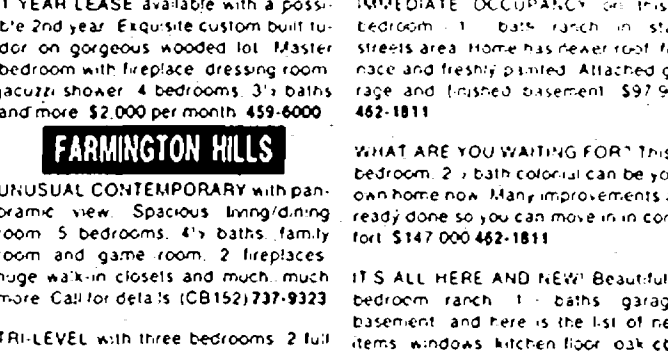 1 YEAR LEASE available with a possi-
ble 2nd year. Exquisite custom built tu-
dor on gorgeous wooded lot. Master
bedroom with fireplace, dressing room,
jacuzzi shower. 4 bedrooms, 3½ baths
and more. $2,000 per month. 459-6000
FARMINGTON HILLS
UNUSUAL CONTEMPORARY with pan-
oramic view. Spacious living/dining
room. 5 bedrooms, 4½ baths, family
room and game room, 2 fireplaces,
huge walk-in closets and much, much
more. Call for details (CB152) 737-9323
TRI-LEVEL with three bedrooms, 2 full
IMMEDIATE OCCUPANCY on this
bedroom, bath ranch in
streets area. Home has newer roof,
nace and freshly painted. Attached
rage and finished basement. $97,9
462-1811
WHAT ARE YOU WAITING FOR? This
bedroom, 2½ bath colonial can be yo
own home now. Many improvements
ready done so you can move in in com
fort. $147,000 462-1811
IT'S ALL HERE AND NEW! Beautiful
bedroom ranch, baths, garag
basement, and here is the list of ne
items, windows, kitchen floor, oak